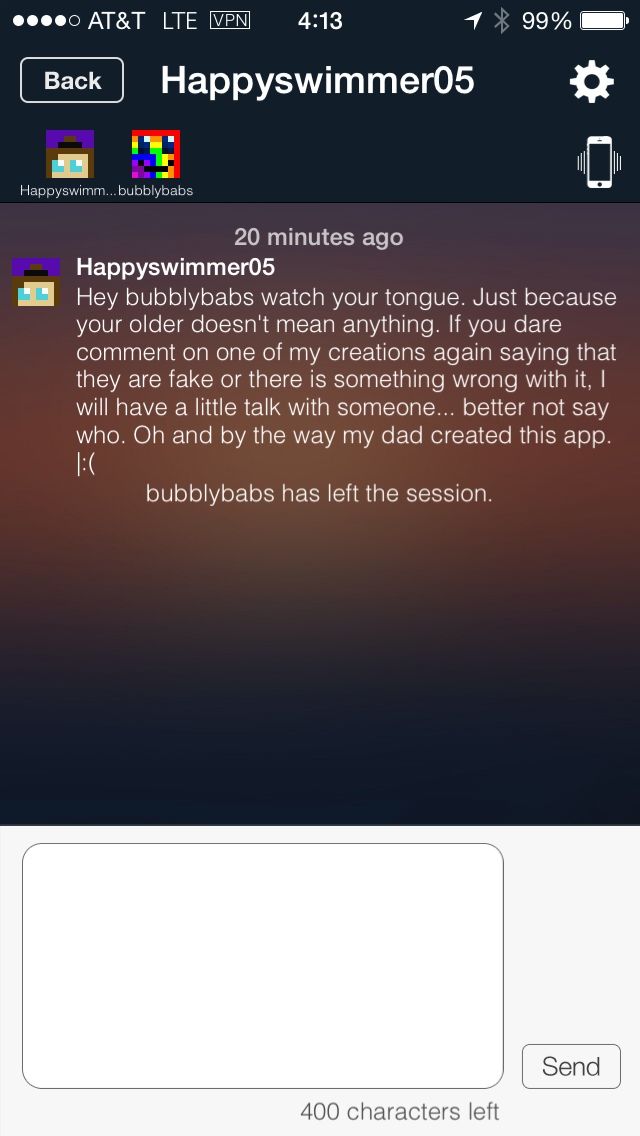 AT&T LTE VPN 4:13 99%
Back Happyswimmer05
Happyswimm... bubblybabs
20 minutes ago
Happyswimmer05
Hey bubblybabs watch your tongue. Just because
your older doesn't mean anything. If you dare
comment on one of my creations again saying that
they are fake or there is something wrong with it, I
will have a little talk with someone... better not say
who. Oh and by the way my dad created this app.
|:(
bubblybabs has left the session.
Send
400 characters left